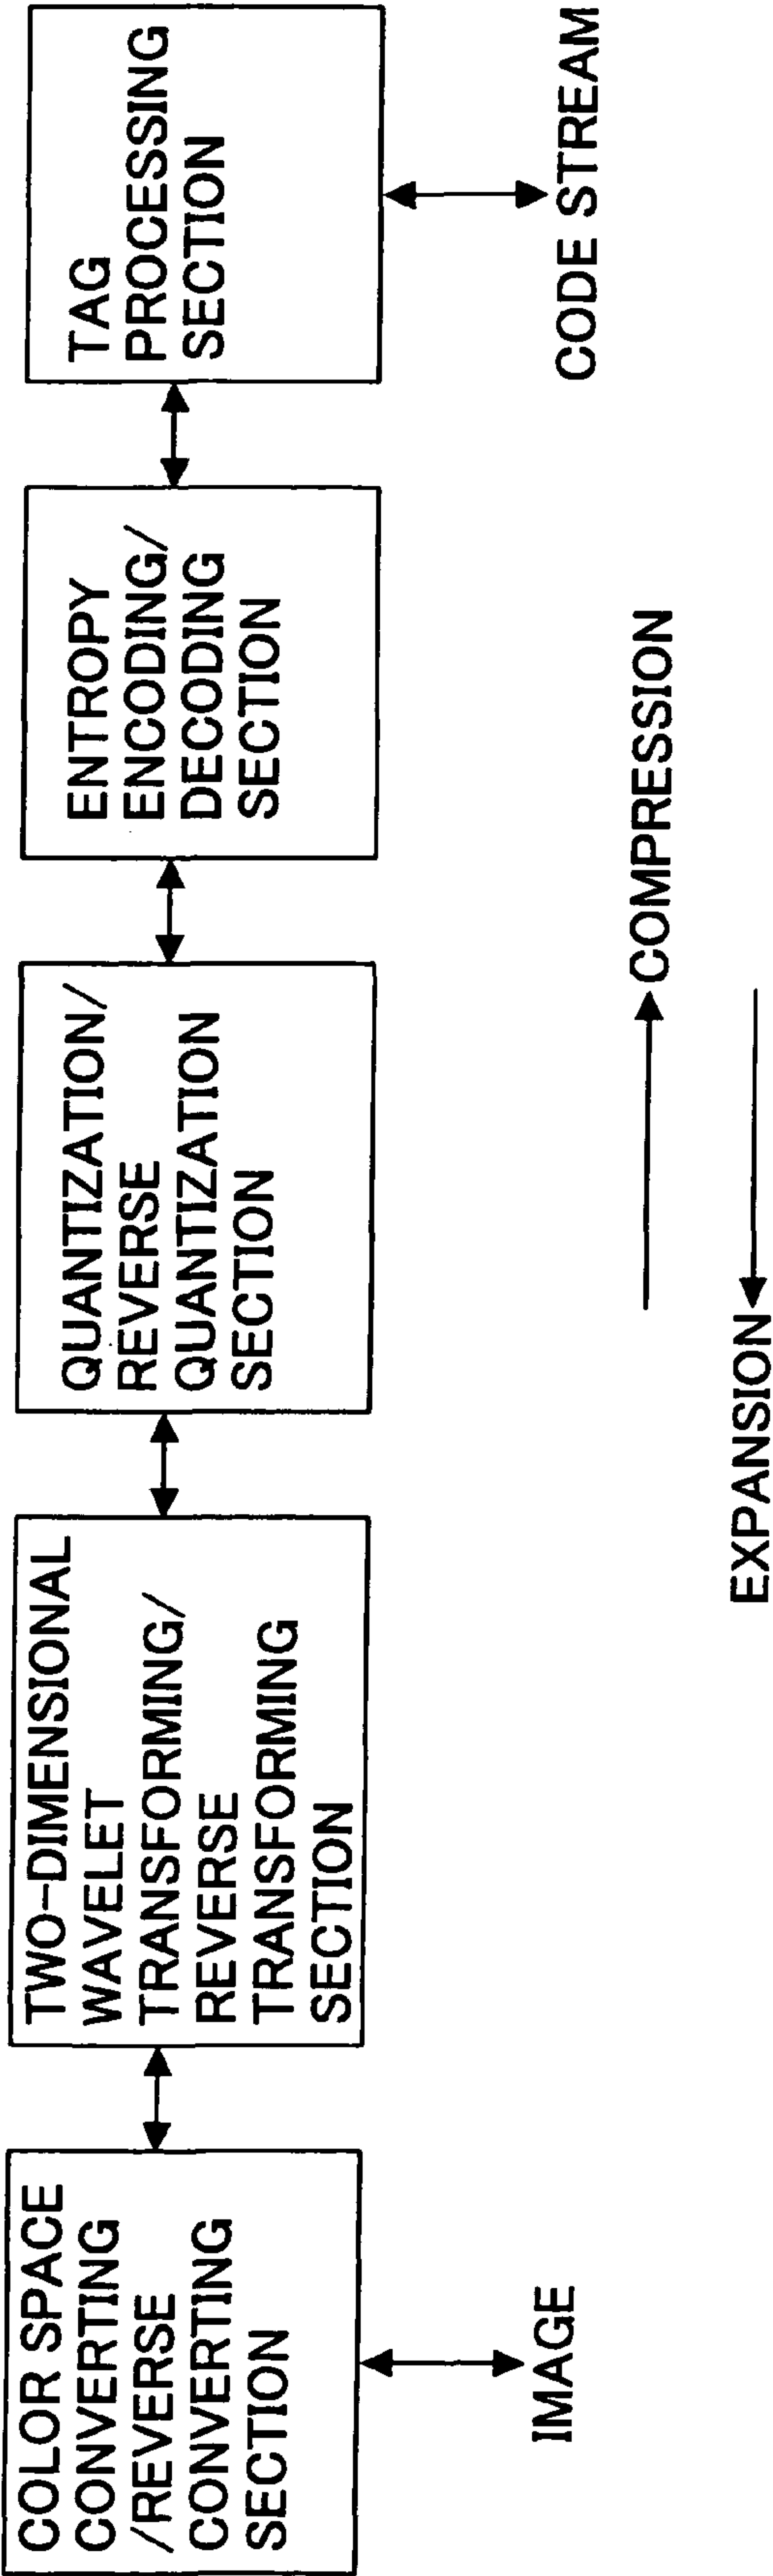 COLOR SPACE
CONVERTING
/REVERSE
CONVERTING
SECTION
TWO-DIMENSIONAL
WAVELET
TRANSFORMING/
REVERSE
TRANSFORMING
SECTION
QUANTIZATION/
REVERSE
QUANTIZATION
SECTION
ENTROPY
ENCODING/
DECODING
SECTION
TAG
PROCESSING
SECTION
IMAGE
CODE STREAM
COMPRESSION
EXPANSION